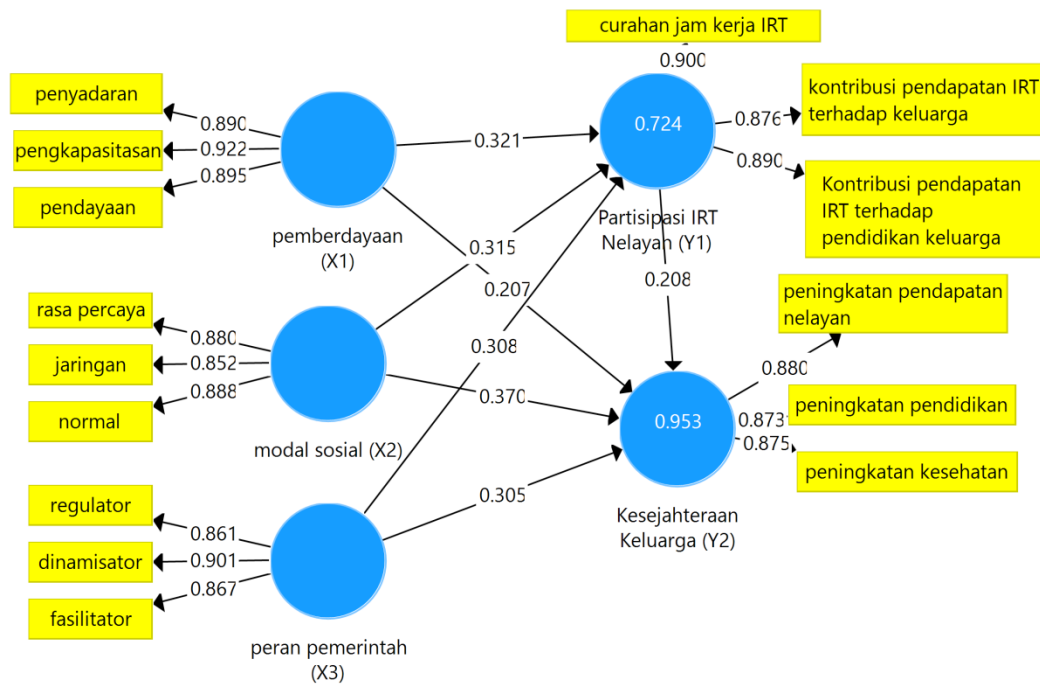 curahan jam kerja IRT
0.900
penyadaran
pengkapasitasan
pendayaan
0.890
0.922
0.895
pemberdayaan
(X1)
0.321
0.724
Partisipasi IRT
Nelayan (Y1)
0.876
0.890
kontribusi pendapatan IRT
terhadap keluarga
Kontribusi pendapatan
IRT terhadap
pendidikan keluarga
0.315
0.207
0.308
0.208
rasa percaya
jaringan
normal
0.880
0.852
0.888
modal sosial (X2)
0.370
0.953
Kesejahteraan
Keluarga (Y2)
peningkatan pendapatan
nelayan
0.880
0.873
0.875
peningkatan pendidikan
peningkatan kesehatan
regulator
dinamisator
fasilitator
0.861
0.901
0.867
peran pemerintah
(X3)
0.305